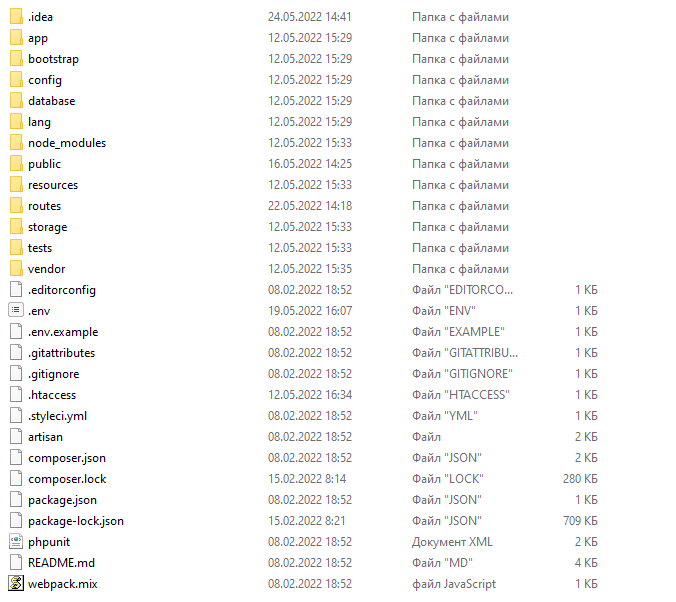 .idea 24.05.2022 14:41 Папка с файлами
app 12.05.2022 15:29 Папка с файлами
bootstrap 12.05.2022 15:29 Папка с файлами
config 12.05.2022 15:29 Папка с файлами
database 12.05.2022 15:29 Папка с файлами
lang 12.05.2022 15:29 Папка с файлами
node_modules 12.05.2022 15:33 Папка с файлами
public 16.05.2022 14:25 Папка с файлами
resources 12.05.2022 15:33 Папка с файлами
routes 22.05.2022 14:18 Папка с файлами
storage 12.05.2022 15:33 Папка с файлами
tests 12.05.2022 15:33 Папка с файлами
vendor 12.05.2022 15:35 Папка с файлами
.editorconfig 08.02.2022 18:52 Файл "EDITORCO... 1 КБ
.env 19.05.2022 16:07 Файл "ENV" 1 КБ
.env.example 08.02.2022 18:52 Файл "EXAMPLE" 1 КБ
.gitattributes 08.02.2022 18:52 Файл "GITATTRIBU... 1 КБ
.gitignore 08.02.2022 18:52 Файл "GITIGNORE" 1 КБ
.htaccess 12.05.2022 16:34 Файл "HTACCESS" 1 КБ
.styleci.yml 08.02.2022 18:52 Файл "YML" 1 КБ
artisan 08.02.2022 18:52 Файл 2 КБ
composer.json 08.02.2022 18:52 Файл "JSON" 2 КБ
composer.lock 15.02.2022 8:14 Файл "LOCK" 280 КБ
package.json 08.02.2022 18:52 Файл "JSON" 1 КБ
package-lock.json 15.02.2022 8:21 Файл "JSON" 709 КБ
phpunit 08.02.2022 18:52 Документ XML 2 КБ
README.md 08.02.2022 18:52 Файл "MD" 4 КБ
webpack.mix 08.02.2022 18:52 файл JavaScript 1 КБ